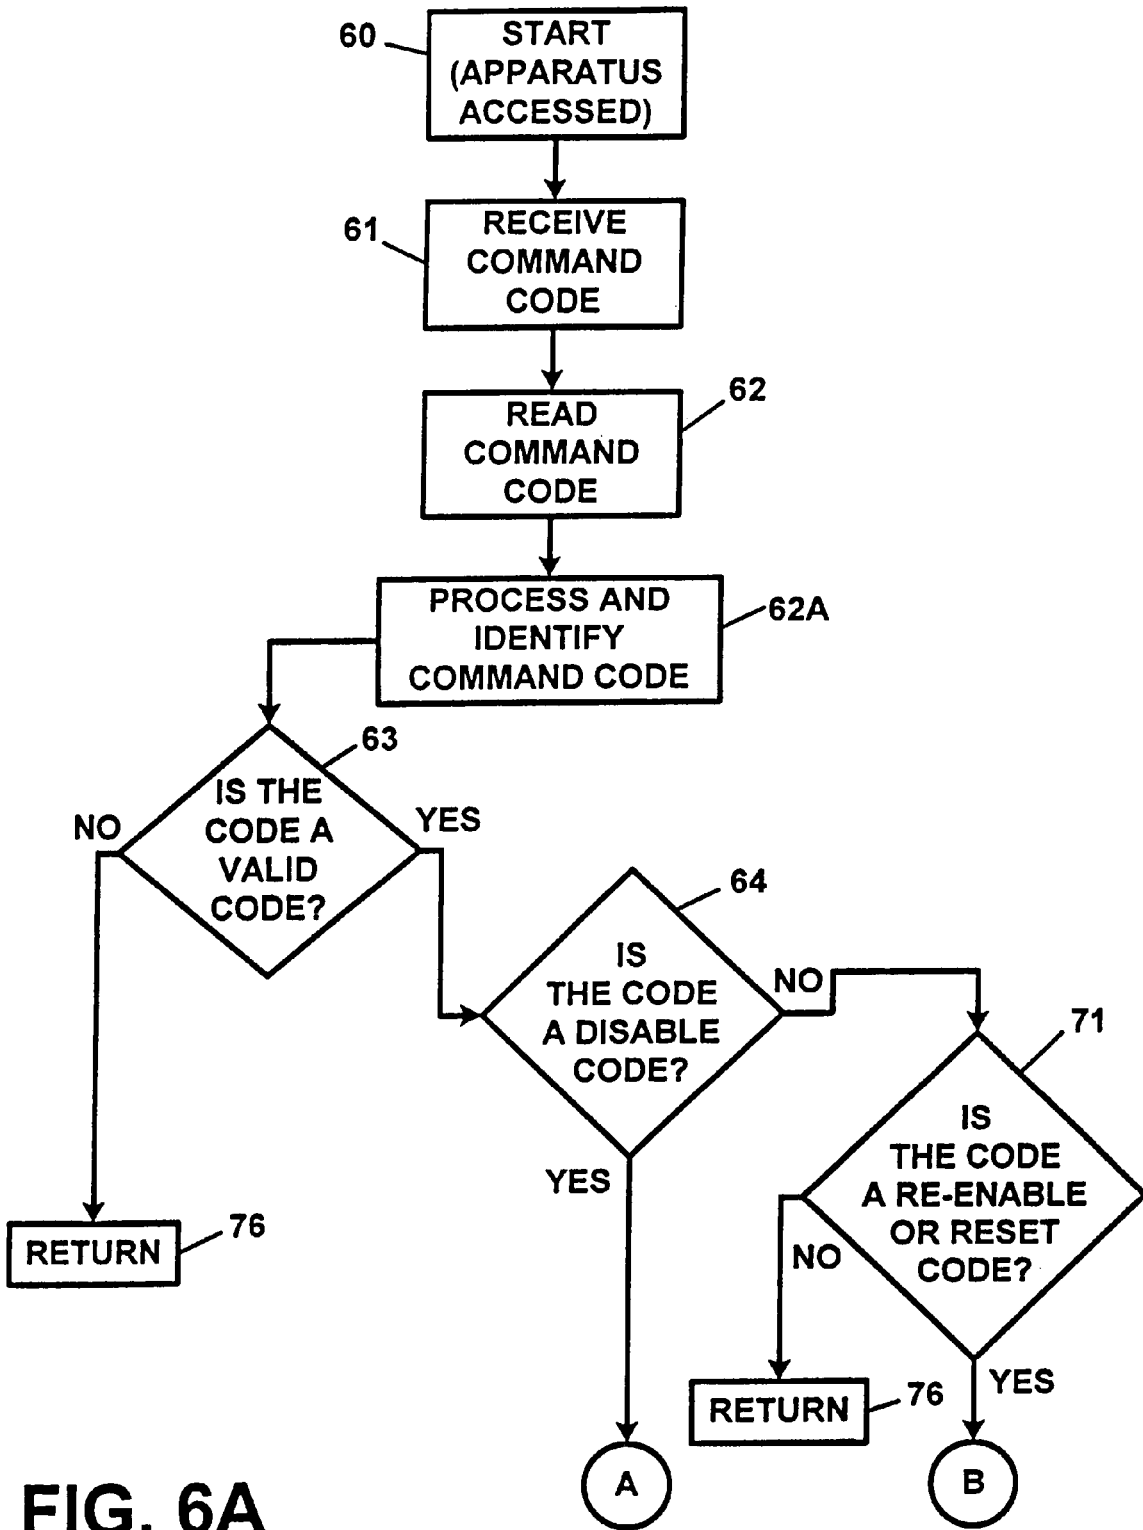 60
START
(APPARATUS
ACCESSED)
61
RECEIVE
COMMAND
CODE
62
READ
COMMAND
CODE
62A
PROCESS AND
IDENTIFY
COMMAND CODE
63
IS THE
CODE A
VALID
CODE?
NO
YES
64
IS
THE CODE
A DISABLE
CODE?
NO
YES
71
IS
THE CODE
A RE-ENABLE
OR RESET
CODE?
NO
YES
RETURN
76
RETURN
76
A
B
FIG. 6A